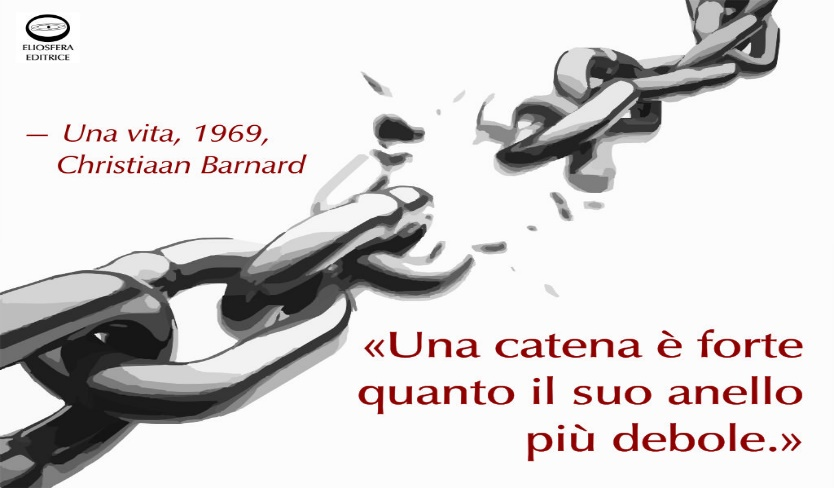 ELIOSFERA
EDITRICE
— Una vita, 1969,
Christiaan Barnard
«Una catena è forte
quanto il suo anello
più debole.»